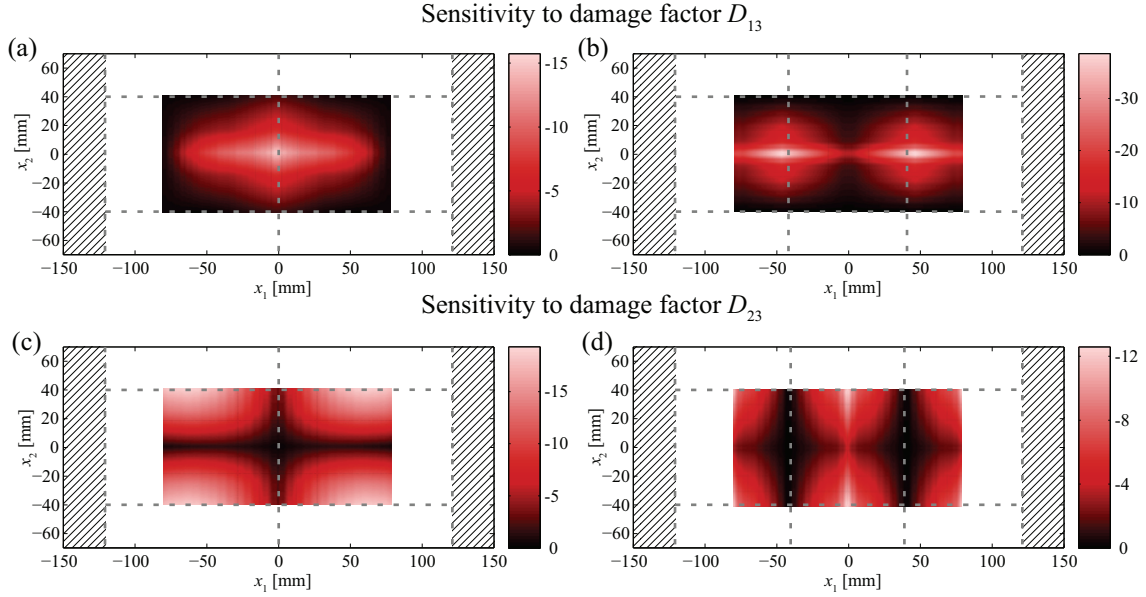 Sensitivity to damage factor D₁₃
(a) (b)
60 40 20 0 −20 −40 −60
x₂ [mm]
−150 −100 −50 0 50 100 150
x₁ [mm]
-15 -10 -5 0
60 40 20 0 −20 −40 −60
x₂ [mm]
−150 −100 −50 0 50 100 150
x₁ [mm]
-30 -20 -10 0
Sensitivity to damage factor D₂₃
(c) (d)
60 40 20 0 −20 −40 −60
x₂ [mm]
−150 −100 −50 0 50 100 150
x₁ [mm]
-15 -10 -5 0
60 40 20 0 −20 −40 −60
x₂ [mm]
−150 −100 −50 0 50 100 150
x₁ [mm]
-12 -8 -4 0